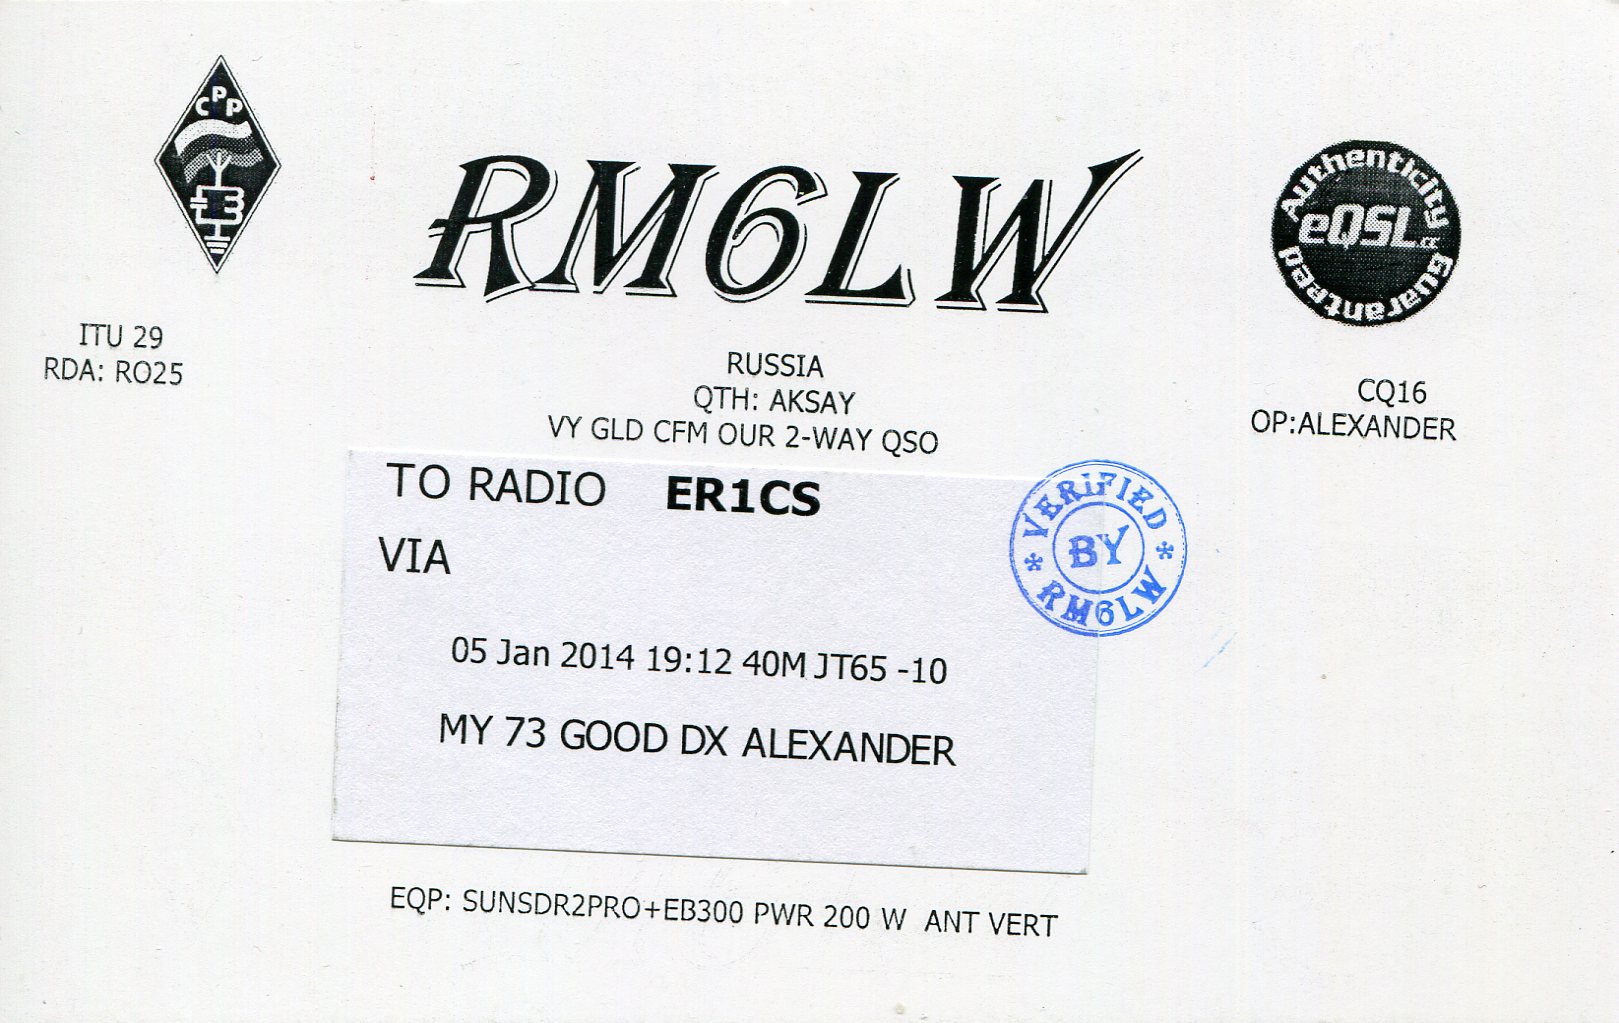 СРР
RM6LW
Authenticity Guarantred
eQSL.cc
ITU 29
RDA: RO25
RUSSIA
QTH: AKSAY
VY GLD CFM OUR 2-WAY QSO
CQ16
OP:ALEXANDER
TO RADIO ER1CS
VIA
VERIFIED
BY
RM6LW
05 Jan 2014 19:12 40M JT65 -10
MY 73 GOOD DX ALEXANDER
EQP: SUNSDR2PRO+EB300 PWR 200 W ANT VERT